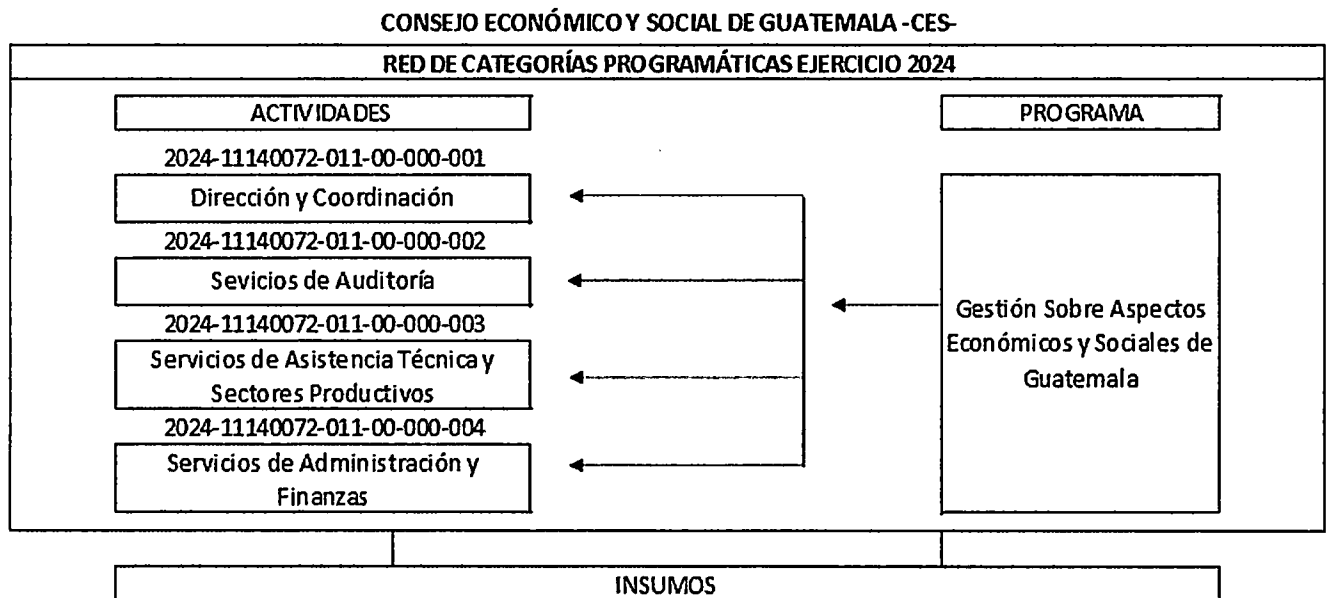 CONSEJO ECONÓMICO Y SOCIAL DE GUATEMALA -CES-
RED DE CATEGORÍAS PROGRAMÁTICAS EJERCICIO 2024
ACTIVIDADES
PROGRAMA
2024-11140072-011-00-000-001
Dirección y Coordinación
2024-11140072-011-00-000-002
Sevicios de Auditoría
2024-11140072-011-00-000-003
Servicios de Asistencia Técnica y
Sectores Productivos
2024-11140072-011-00-000-004
Servicios de Administración y
Finanzas
Gestión Sobre Aspectos
Económicos y Sociales de
Guatemala
INSUMOS